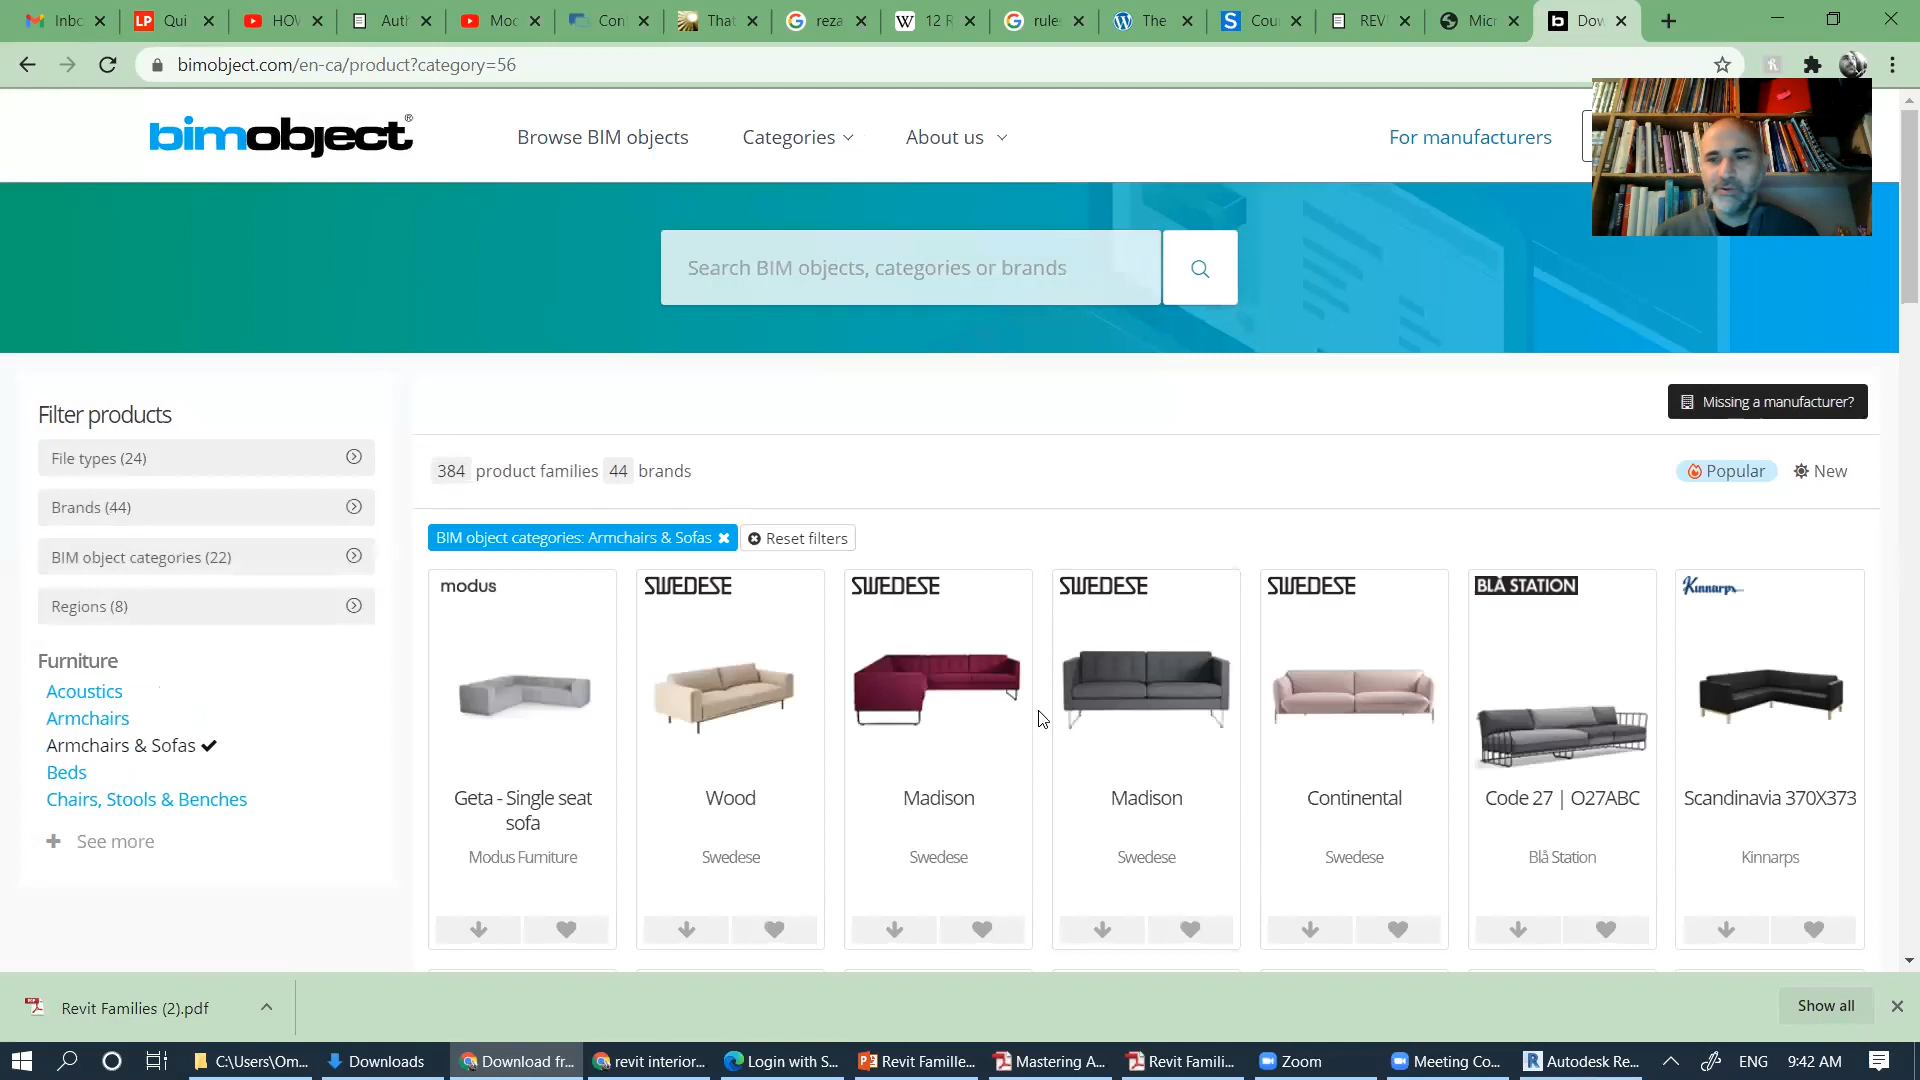 Inbc
LP Qui
HOV
Auth
Moc
Con
That
reza
W 12 R
rule
The
S Cou
REVI
Micr
b Dow
bimobject.com/en-ca/product?category=56
bimobject®
Browse BIM objects
Categories
About us
For manufacturers
Search BIM objects, categories or brands
Filter products
File types (24)
Brands (44)
BIM object categories (22)
Regions (8)
Furniture
Acoustics
Armchairs
Armchairs & Sofas
Beds
Chairs, Stools & Benches
See more
Missing a manufacturer?
384 product families 44 brands
Popular
New
BIM object categories: Armchairs & Sofas
Reset filters
modus
Geta - Single seat
sofa
Modus Furniture
SWEDESE
Wood
Swedese
SWEDESE
Madison
Swedese
SWEDESE
Madison
Swedese
SWEDESE
Continental
Swedese
BLÅ STATION
Code 27 | O27ABC
Blå Station
Kinnarps
Scandinavia 370X373
Kinnarps
Revit Families (2).pdf
Show all
C:\Users\Om...
Downloads
Download fr...
revit interior...
Login with S...
Revit Famille...
Mastering A...
Revit Famili...
Zoom
Meeting Co...
Autodesk Re...
ENG
9:42 AM